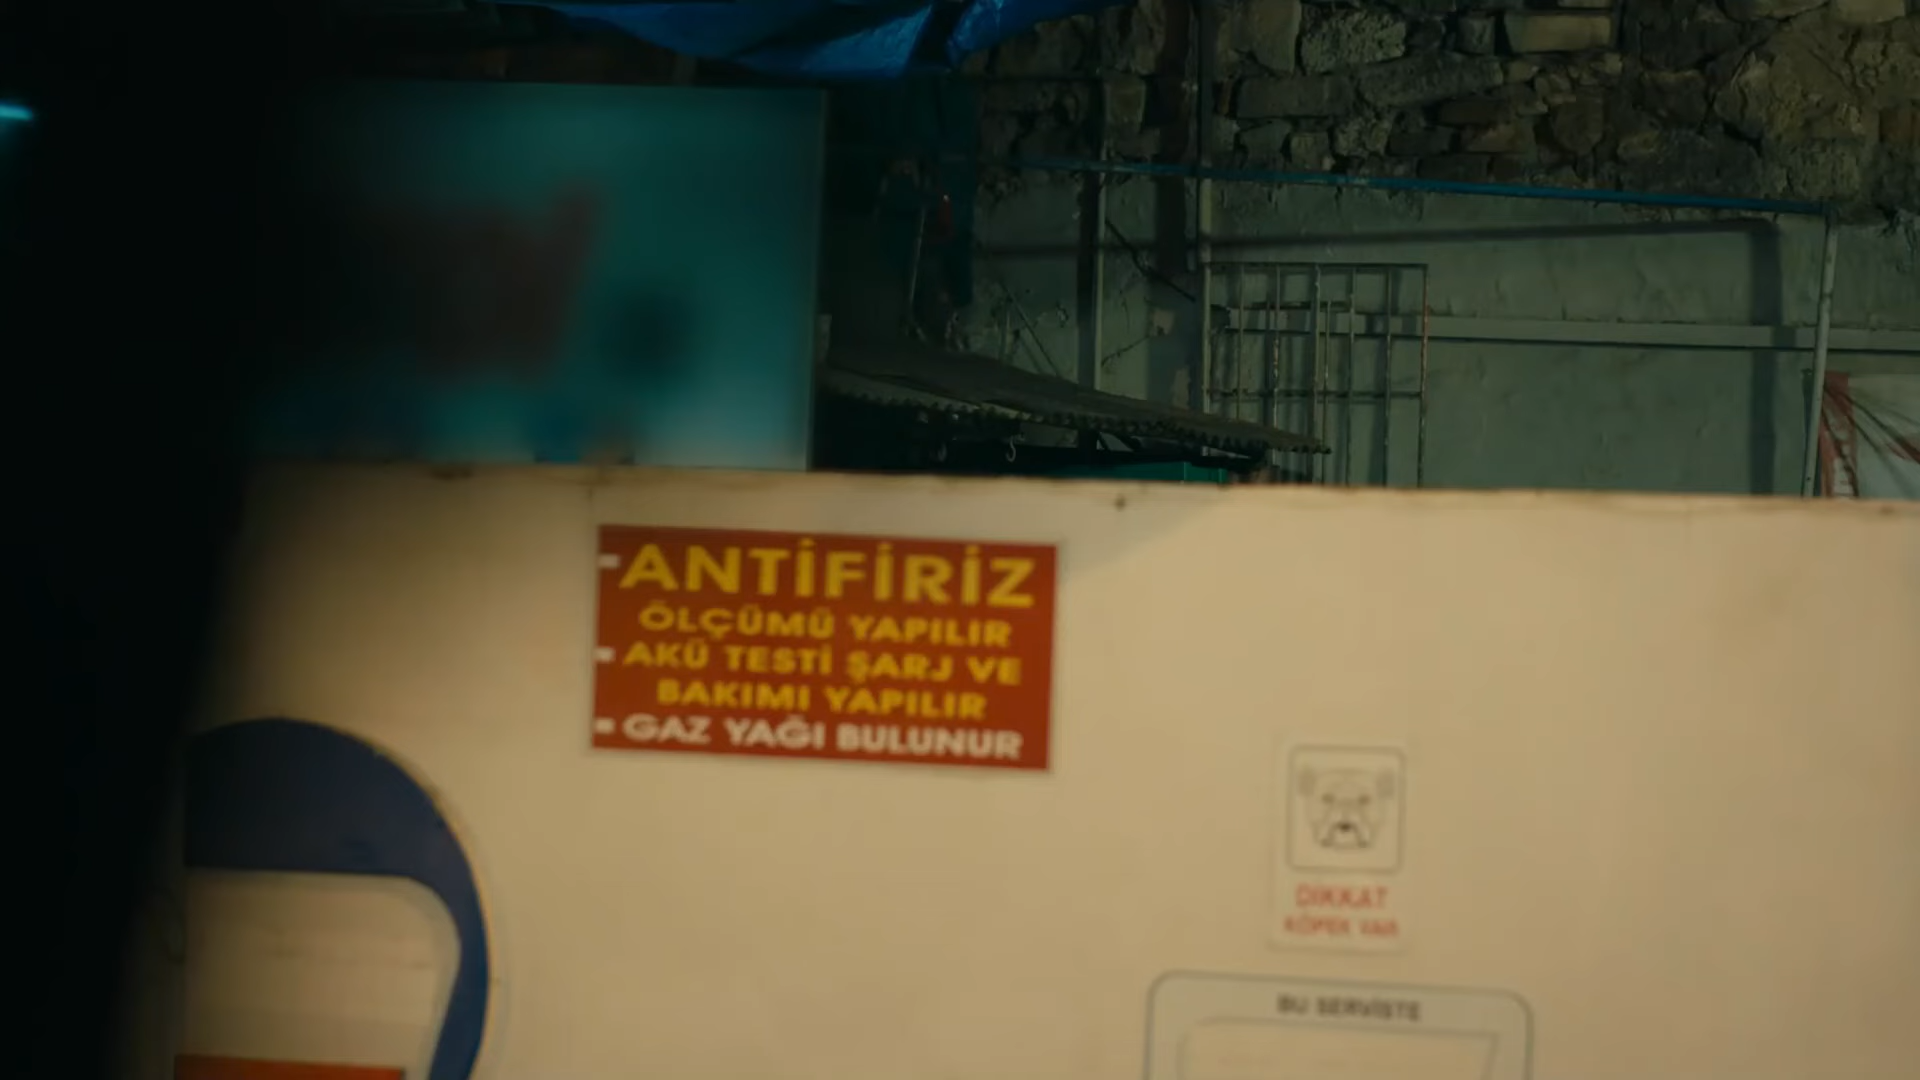 ANTİFİRİZ
ÖLÇÜMÜ YAPILIR
AKÜ TESTİ ŞARJ VE
BAKIMI YAPILIR
GAZ YAĞI BULUNUR
DİKKAT
KÖPEK VAR
BU SERVİSTE